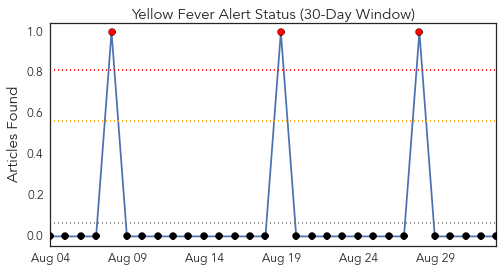 Yellow Fever Alert Status (30-Day Window)
Articles Found
1.0
0.8
0.6
0.4
0.2
0.0
Aug 04 Aug 09 Aug 14 Aug 19 Aug 24 Aug 29